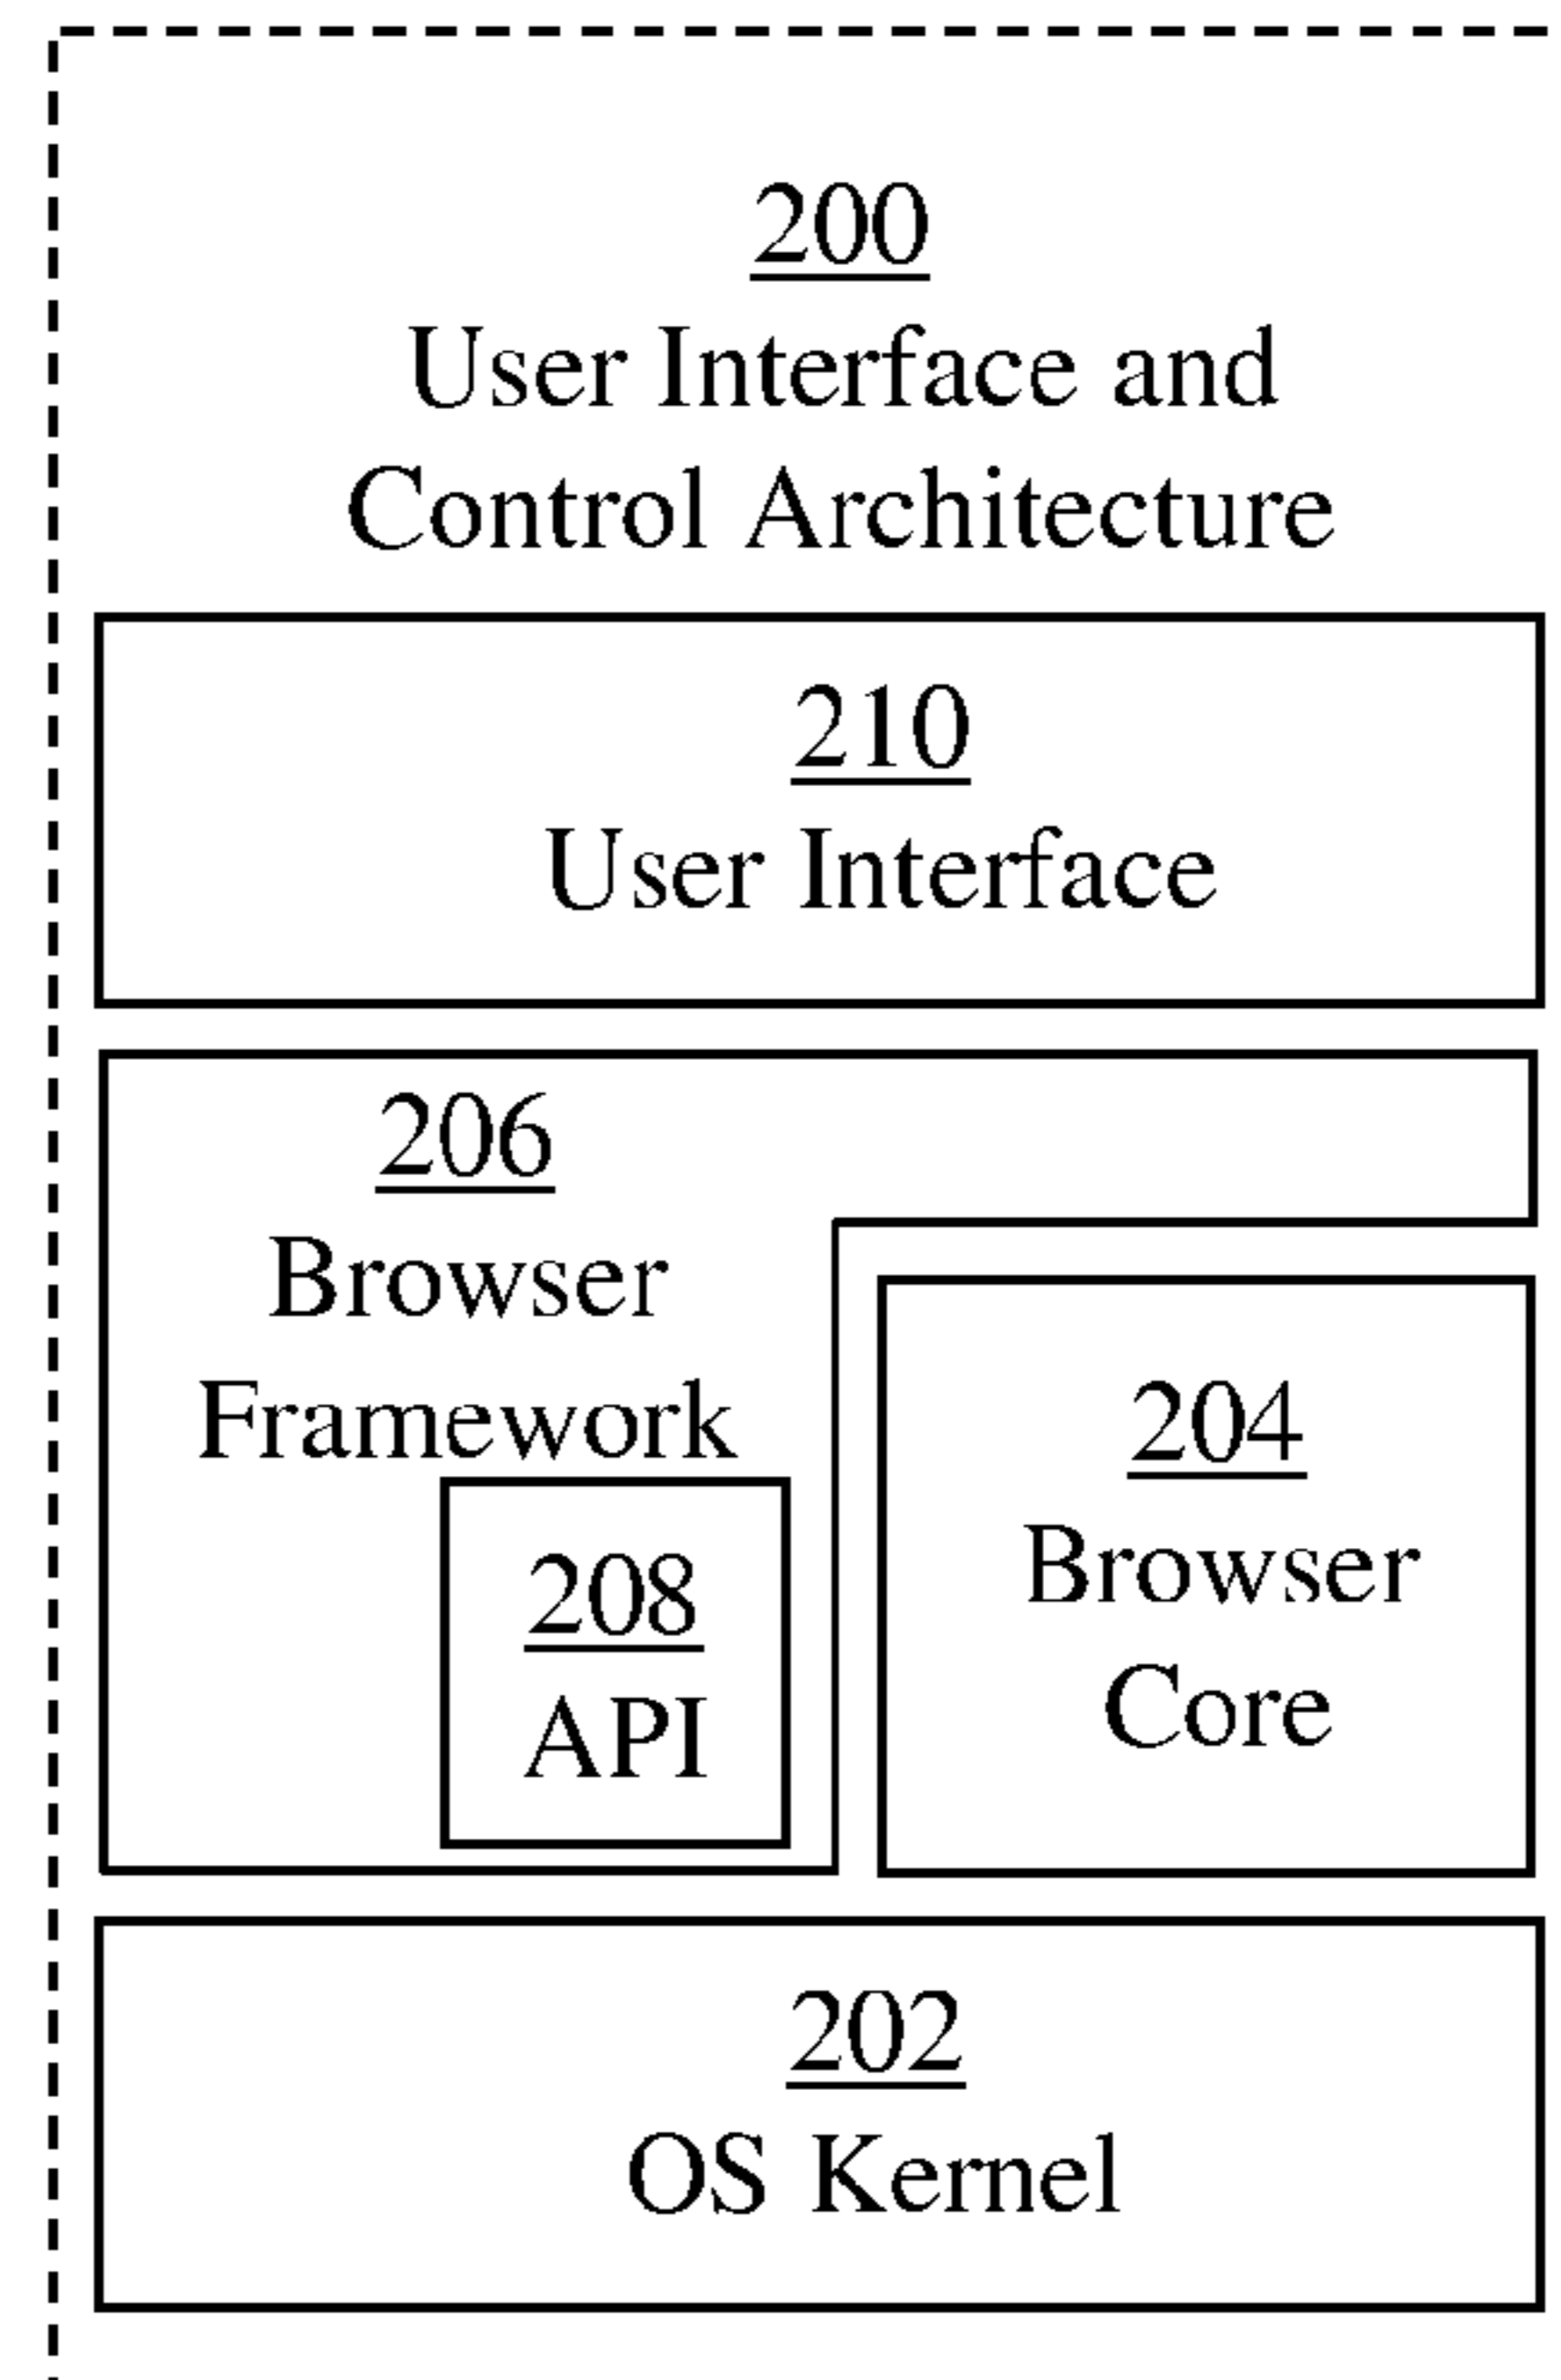 200
User Interface and
Control Architecture
210
User Interface
206
Browser
Framework
208
API
204
Browser
Core
202
OS Kernel